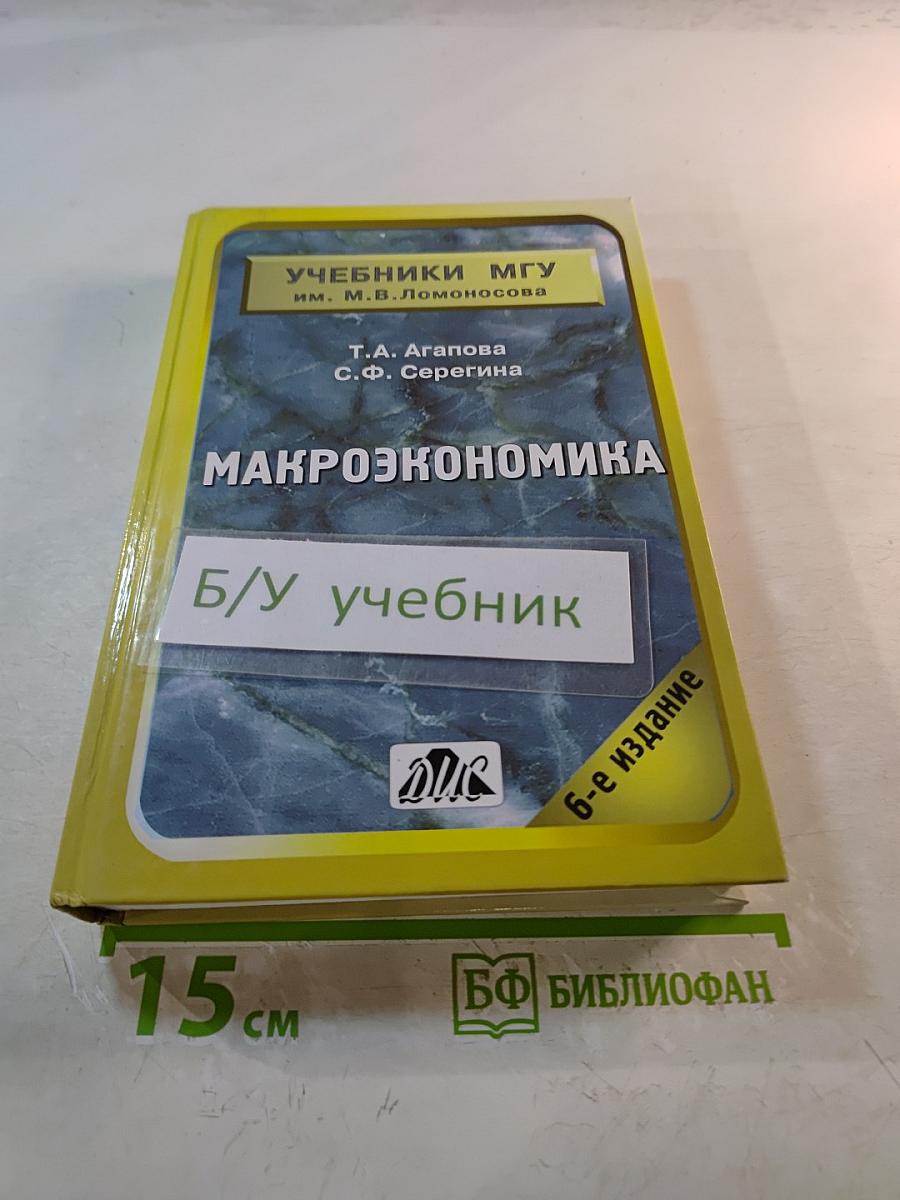 УЧЕБНИКИ МГУ
им. М.В.Ломоносова
Т.А. Агапова
С.Ф. Серегина
МАКРОЭКОНОМИКА
Б/У учебник
ДИС
6-е издание
15 см
БФ БИБЛИОФАН